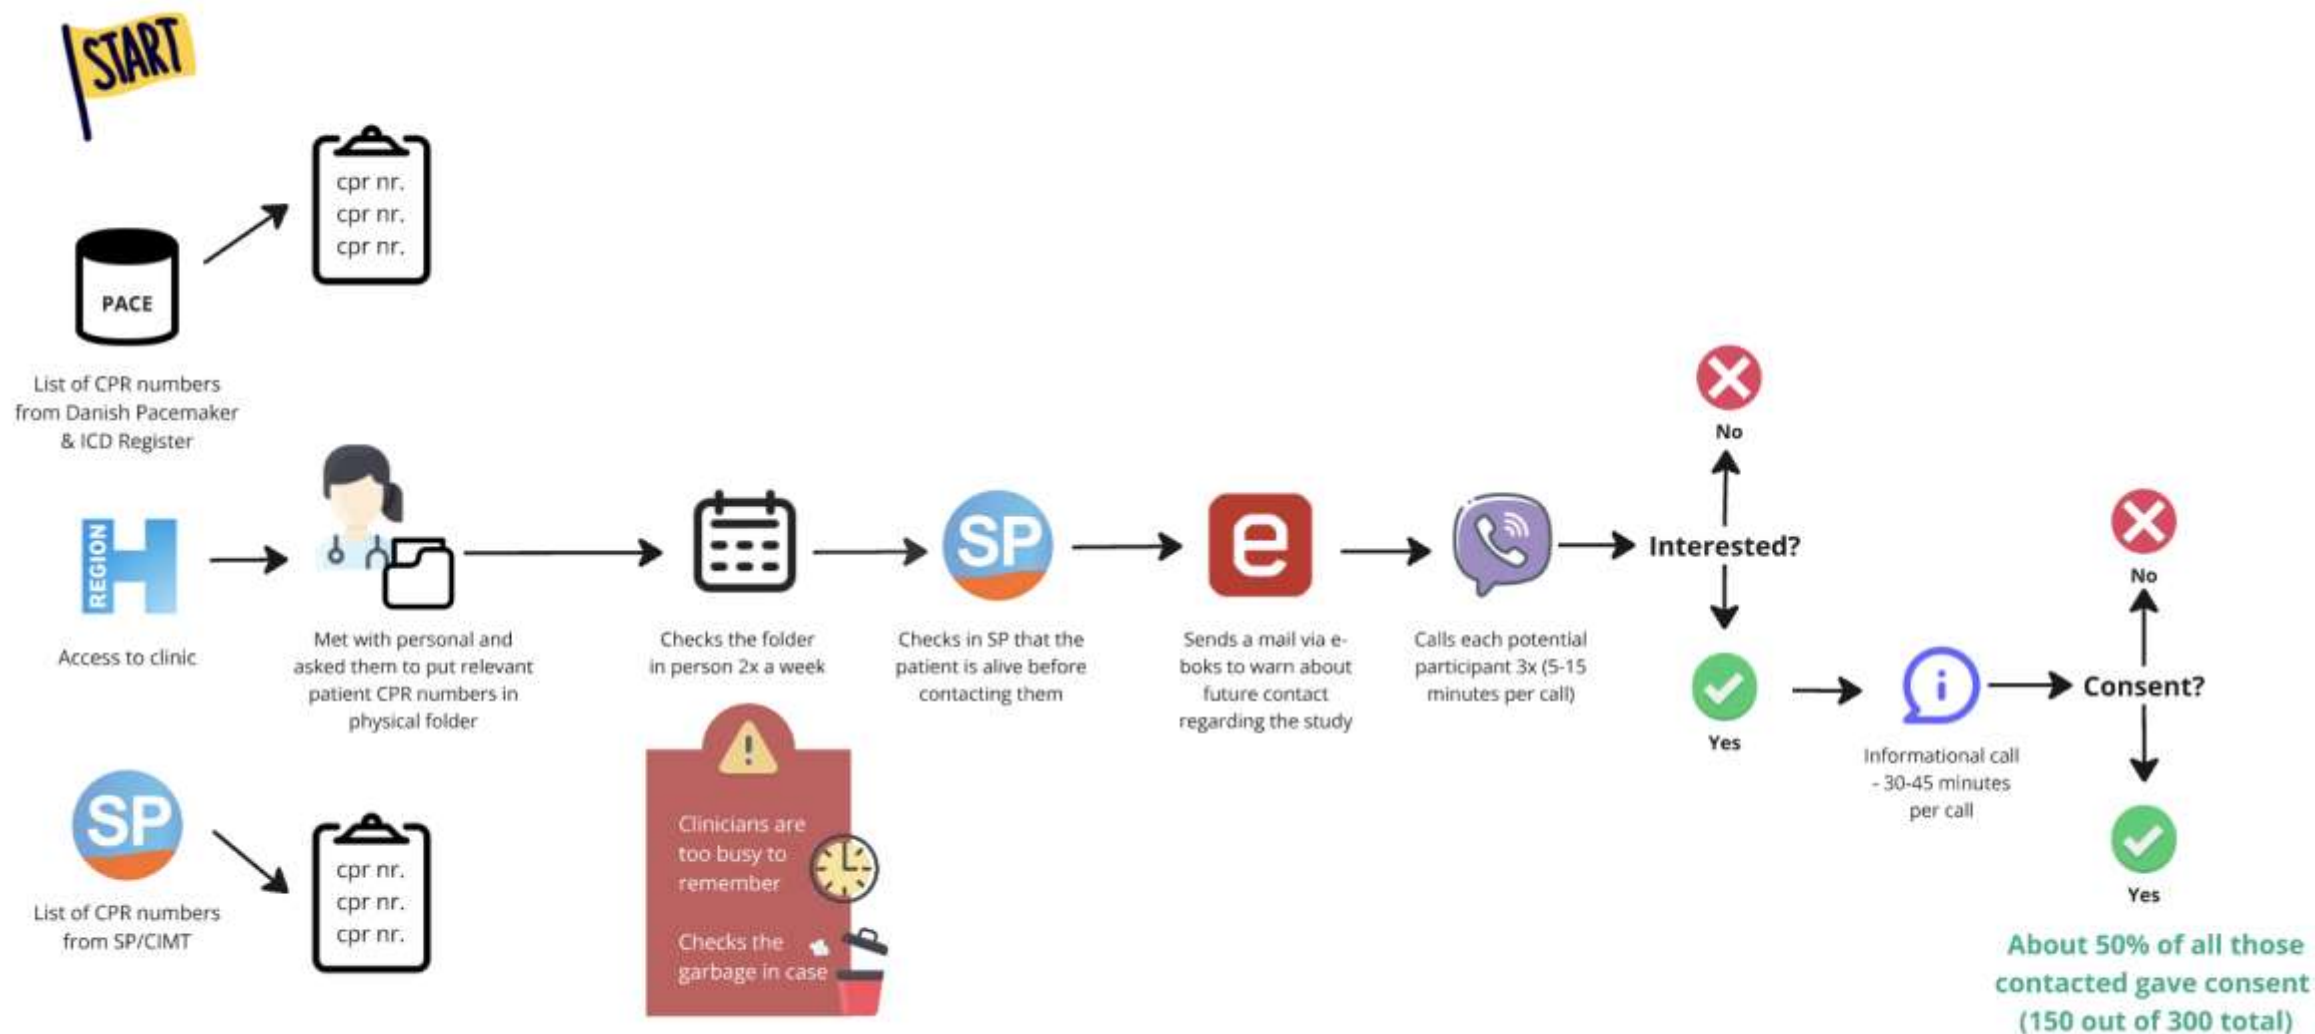 START
cpr nr.
cpr nr.
cpr nr.
PACE
List of CPR numbers
from Danish Pacemaker
& ICD Register
REGION
H
Access to clinic
Met with personal and
asked them to put relevant
patient CPR numbers in
physical folder
Checks the folder
in person 2x a week
SP
Checks in SP that the
patient is alive before
contacting them
e
Sends a mail via e-
boks to warn about
future contact
regarding the study
Calls each potential
participant 3x (5-15
minutes per call)
No
Interested?
Yes
i
Informational call
- 30-45 minutes
per call
No
Consent?
Yes
About 50% of all those
contacted gave consent
(150 out of 300 total)
!
Clinicians are
too busy to
remember
Checks the
garbage in case
SP
List of CPR numbers
from SP/CIMT
cpr nr.
cpr nr.
cpr nr.